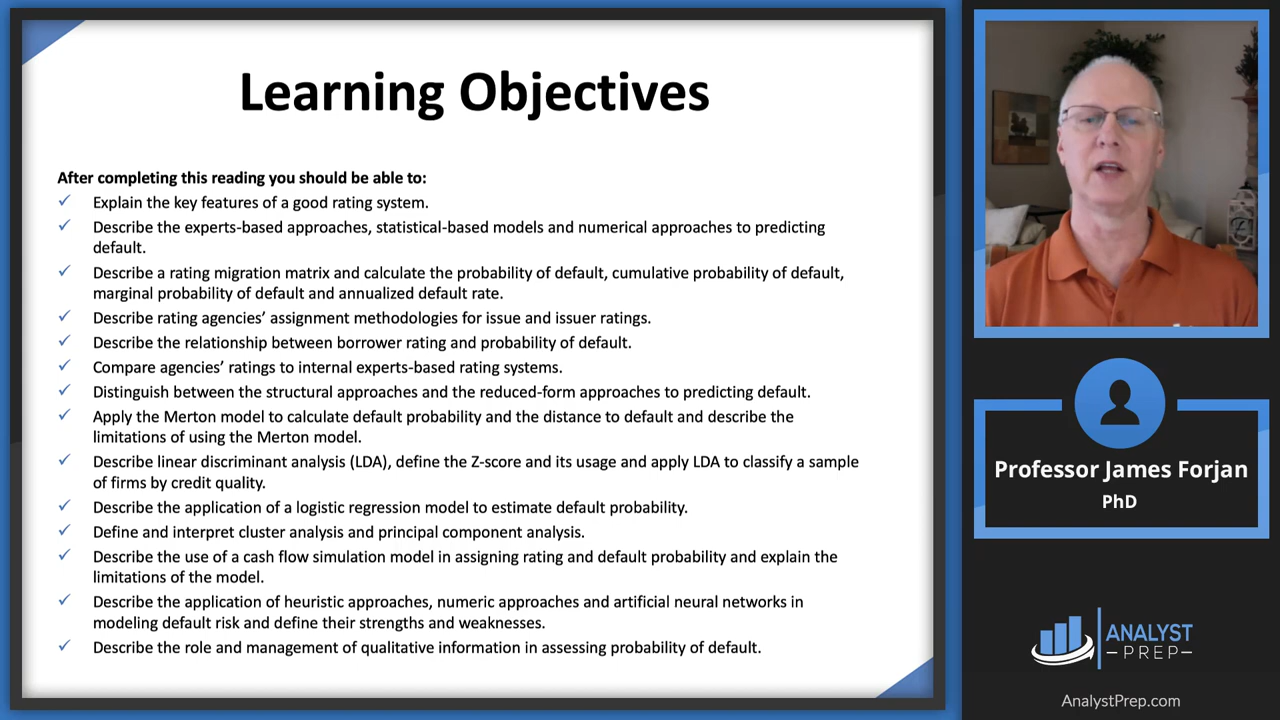 Learning Objectives
After completing this reading you should be able to:
✓ Explain the key features of a good rating system.
✓ Describe the experts-based approaches, statistical-based models and numerical approaches to predicting
default.
✓ Describe a rating migration matrix and calculate the probability of default, cumulative probability of default,
marginal probability of default and annualized default rate.
✓ Describe rating agencies’ assignment methodologies for issue and issuer ratings.
✓ Describe the relationship between borrower rating and probability of default.
✓ Compare agencies’ ratings to internal experts-based rating systems.
✓ Distinguish between the structural approaches and the reduced-form approaches to predicting default.
✓ Apply the Merton model to calculate default probability and the distance to default and describe the
limitations of using the Merton model.
✓ Describe linear discriminant analysis (LDA), define the Z-score and its usage and apply LDA to classify a sample
of firms by credit quality.
✓ Describe the application of a logistic regression model to estimate default probability.
✓ Define and interpret cluster analysis and principal component analysis.
✓ Describe the use of a cash flow simulation model in assigning rating and default probability and explain the
limitations of the model.
✓ Describe the application of heuristic approaches, numeric approaches and artificial neural networks in
modeling default risk and define their strengths and weaknesses.
✓ Describe the role and management of qualitative information in assessing probability of default.
Professor James Forjan
PhD
ANALYST
–PREP–
AnalystPrep.com